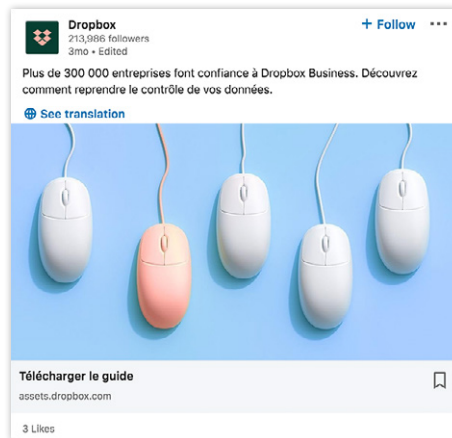 Dropbox
+ Follow
213,986 followers
3mo • Edited
Plus de 300 000 entreprises font confiance à Dropbox Business. Découvrez
comment reprendre le contrôle de vos données.
See translation
Télécharger le guide
assets.dropbox.com
3 Likes